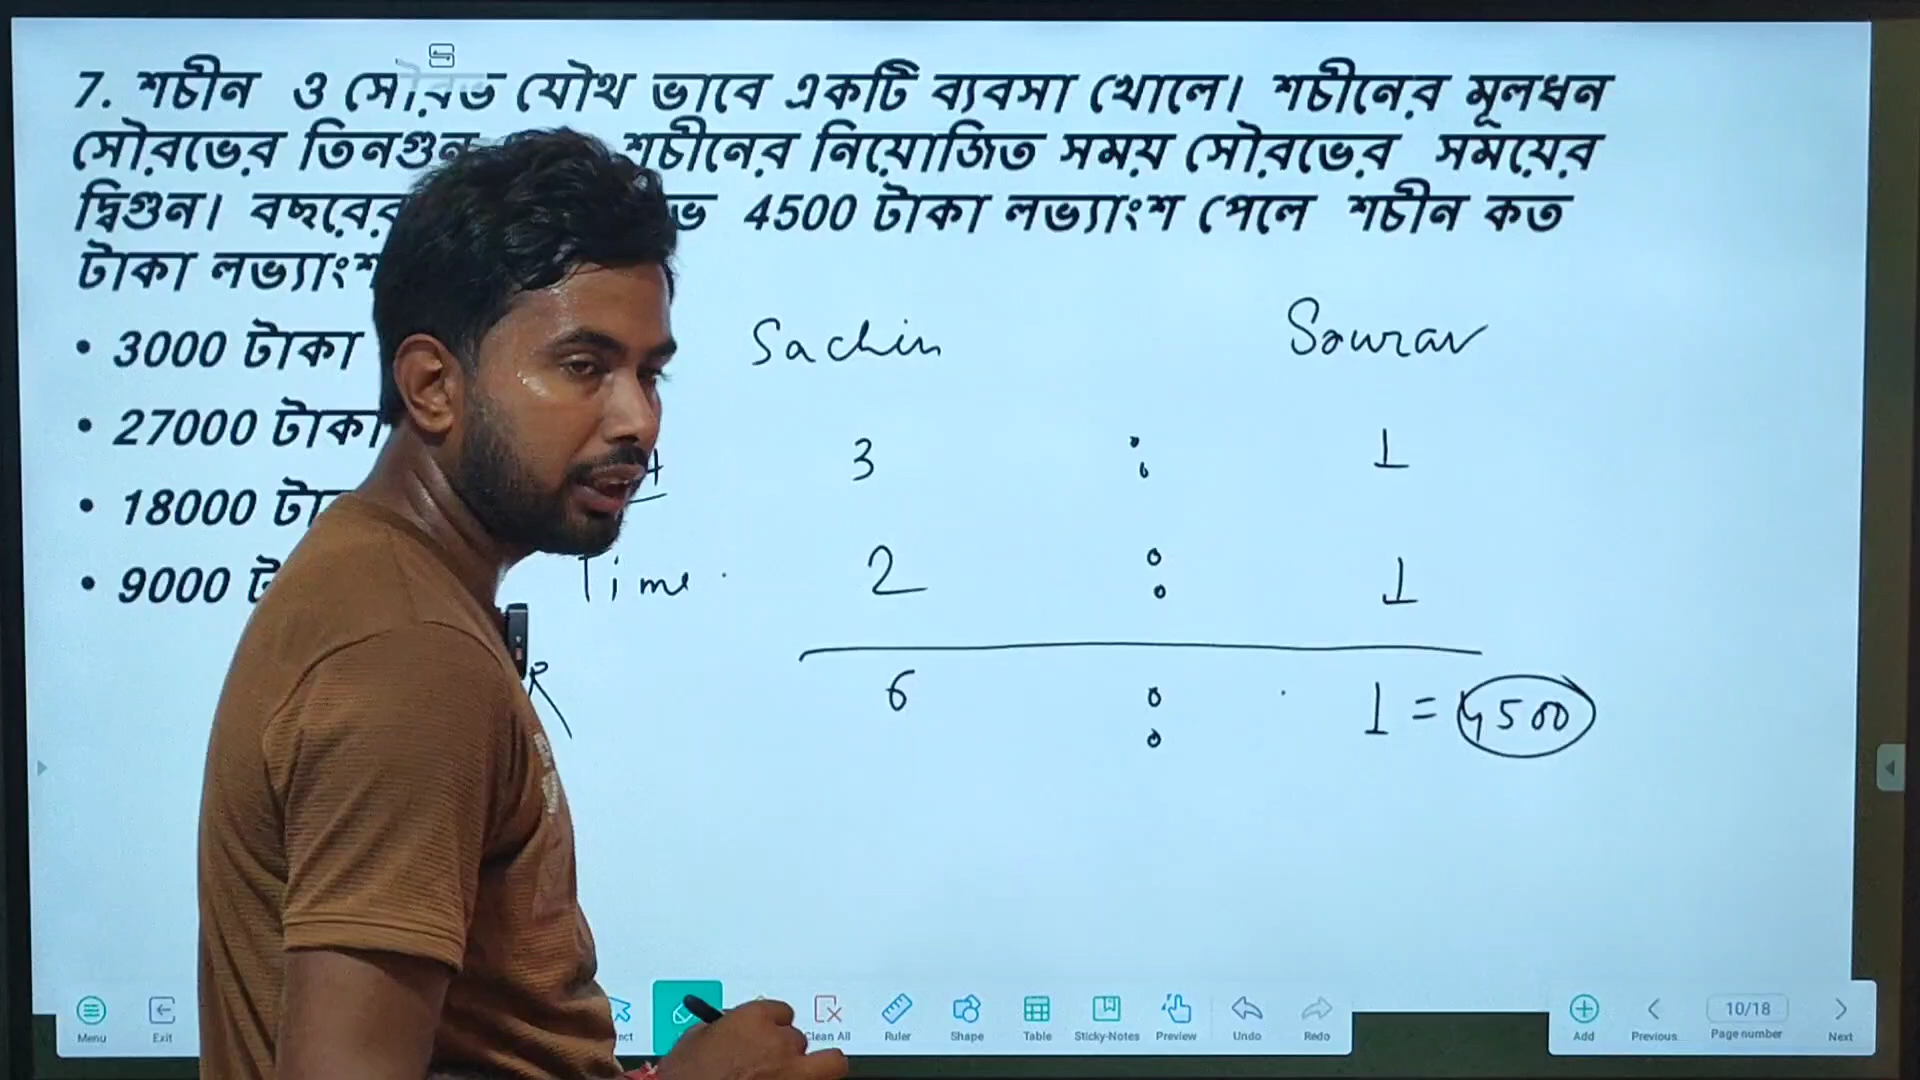 7. শচীন ও সৌরভ যৌথ ভাবে একটি ব্যবসা খোলে। শচীনের মূলধন
সৌরভের তিনগুন শচীনের নিয়োজিত সময় সৌরভের সময়ের
দ্বিগুন। বছরের 4500 টাকা লভ্যাংশ পেলে শচীন কত
টাকা লভ্যাংশ
• 3000 টাকা
• 27000 টাকা
• 18000
• 9000
Sachin Sourav
3 : 1
Time. 2 : 1
R 6 : 1 = 4500
Menu Exit Clean All Ruler Shape Table Sticky-Notes Preview Undo Redo Add Previous 10/18 Page number Next